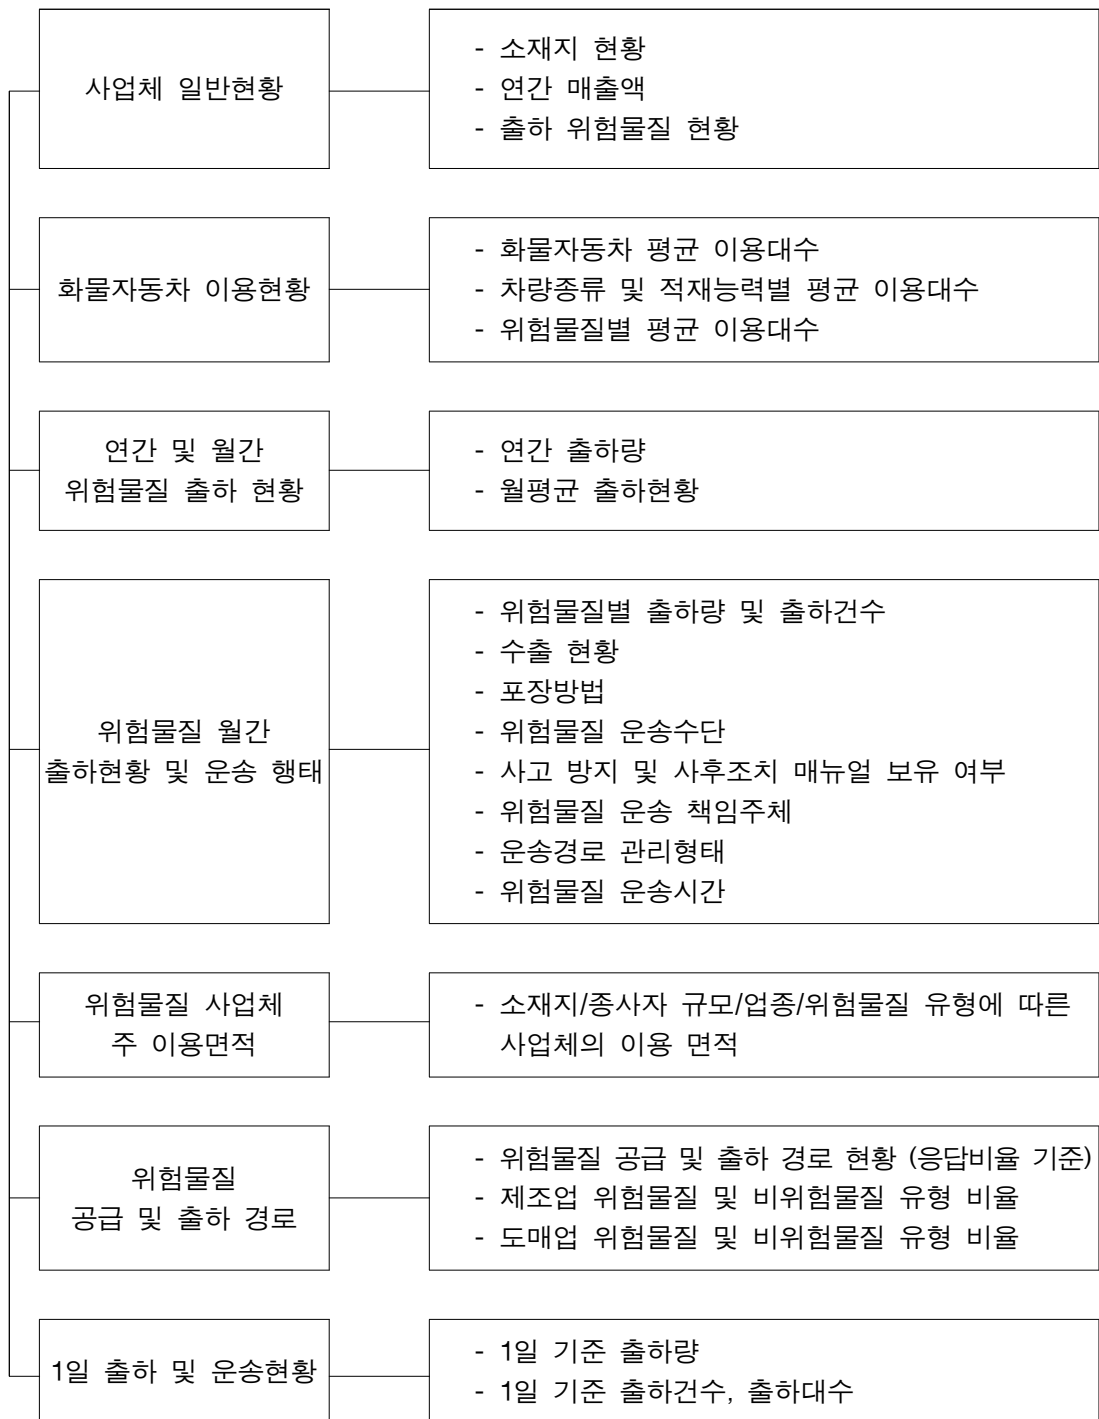 사업체 일반현황
- 소재지 현황
- 연간 매출액
- 출하 위험물질 현황
화물자동차 이용현황
- 화물자동차 평균 이용대수
- 차량종류 및 적재능력별 평균 이용대수
- 위험물질별 평균 이용대수
연간 및 월간
위험물질 출하 현황
- 연간 출하량
- 월평균 출하현황
위험물질 월간
출하현황 및 운송 행태
- 위험물질별 출하량 및 출하건수
- 수출 현황
- 포장방법
- 위험물질 운송수단
- 사고 방지 및 사후조치 매뉴얼 보유 여부
- 위험물질 운송 책임주체
- 운송경로 관리형태
- 위험물질 운송시간
위험물질 사업체
주 이용면적
- 소재지/종사자 규모/업종/위험물질 유형에 따른
사업체의 이용 면적
위험물질
공급 및 출하 경로
- 위험물질 공급 및 출하 경로 현황 (응답비율 기준)
- 제조업 위험물질 및 비위험물질 유형 비율
- 도매업 위험물질 및 비위험물질 유형 비율
1일 출하 및 운송현황
- 1일 기준 출하량
- 1일 기준 출하건수, 출하대수